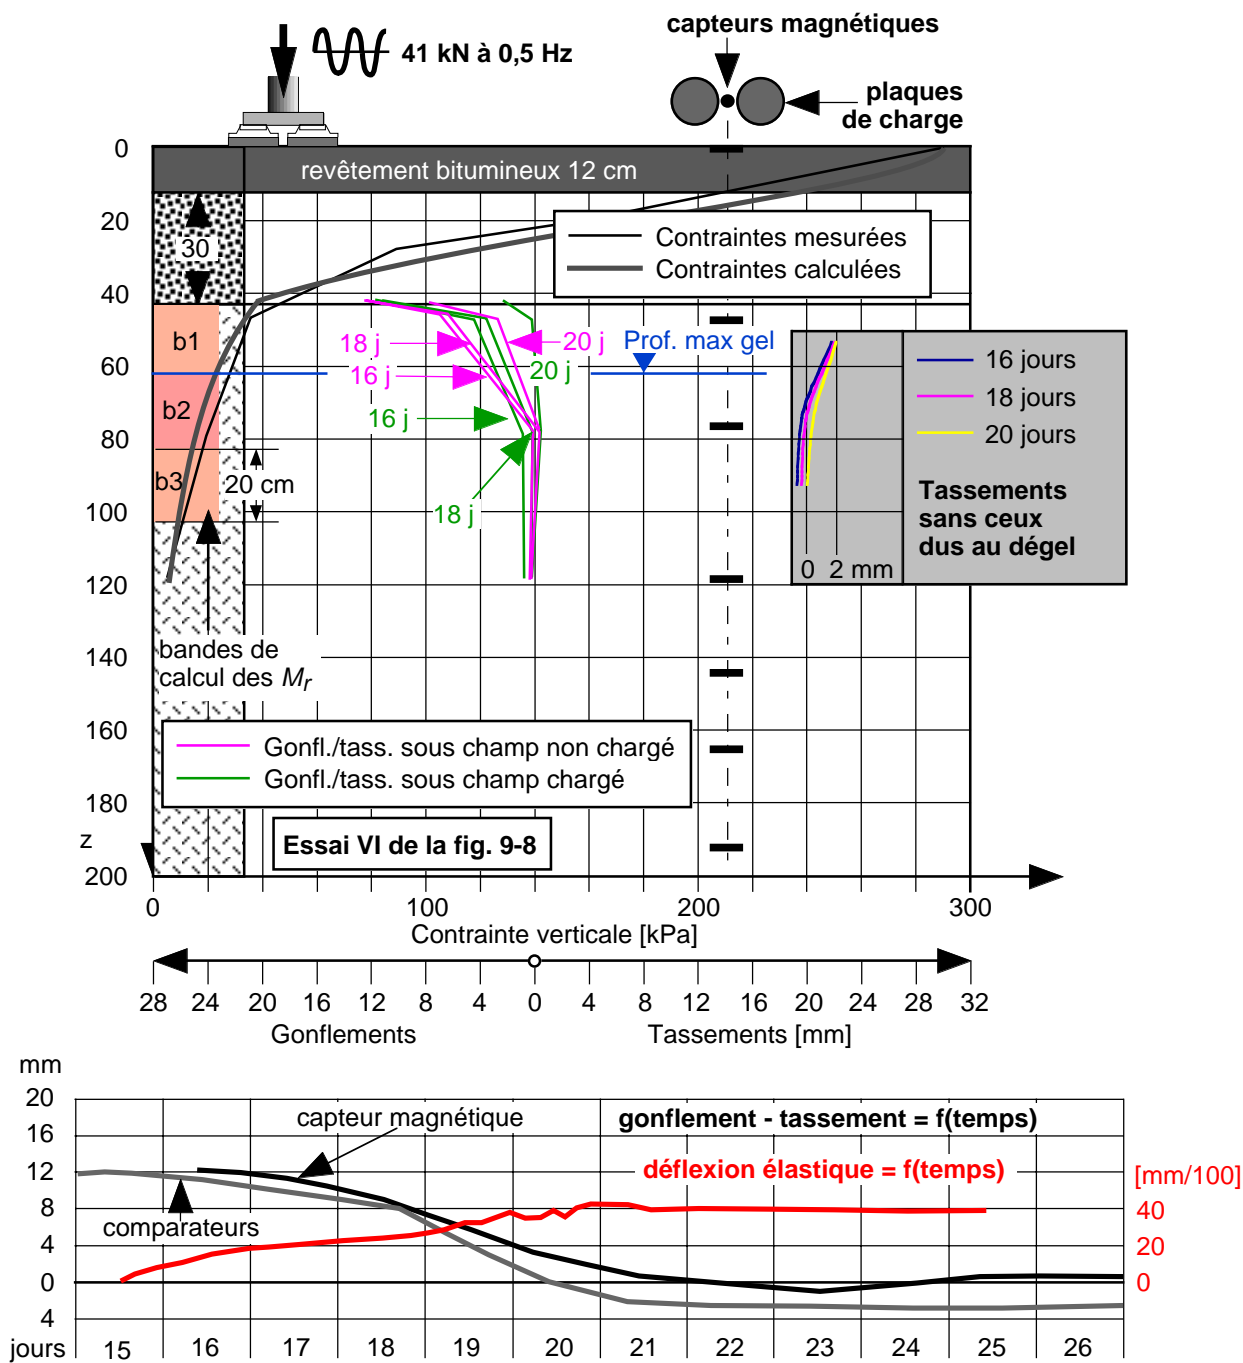 capteurs magnétiques
41 kN à 0,5 Hz
plaques
de charge
0
revêtement bitumineux 12 cm
20
30
Contraintes mesurées
Contraintes calculées
40
b1
18 j
20 j
Prof. max gel
16 jours
60
16 j
20 j
18 jours
b2
16 j
20 jours
80
b3
20 cm
18 j
100
Tassements
sans ceux
dus au dégel
0 2 mm
120
140
bandes de
calcul des Mr
160
Gonfl./tass. sous champ non chargé
Gonfl./tass. sous champ chargé
180
z
Essai VI de la fig. 9-8
200
0 100 200 300
Contrainte verticale [kPa]
28 24 20 16 12 8 4 0 4 8 12 16 20 24 28 32
Gonflements Tassements [mm]
mm
20
capteur magnétique
gonflement - tassement = f(temps)
16
déflexion élastique = f(temps)
[mm/100]
12
8
40
comparateurs
4
20
0
0
4
jours 15 16 17 18 19 20 21 22 23 24 25 26